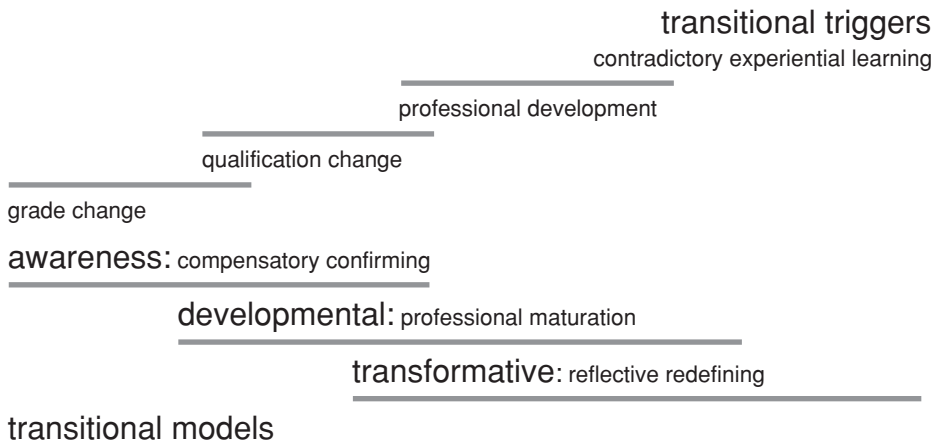 transitional triggers
contradictory experiential learning
professional development
qualification change
grade change
awareness: compensatory confirming
developmental: professional maturation
transformative: reflective redefining
transitional models